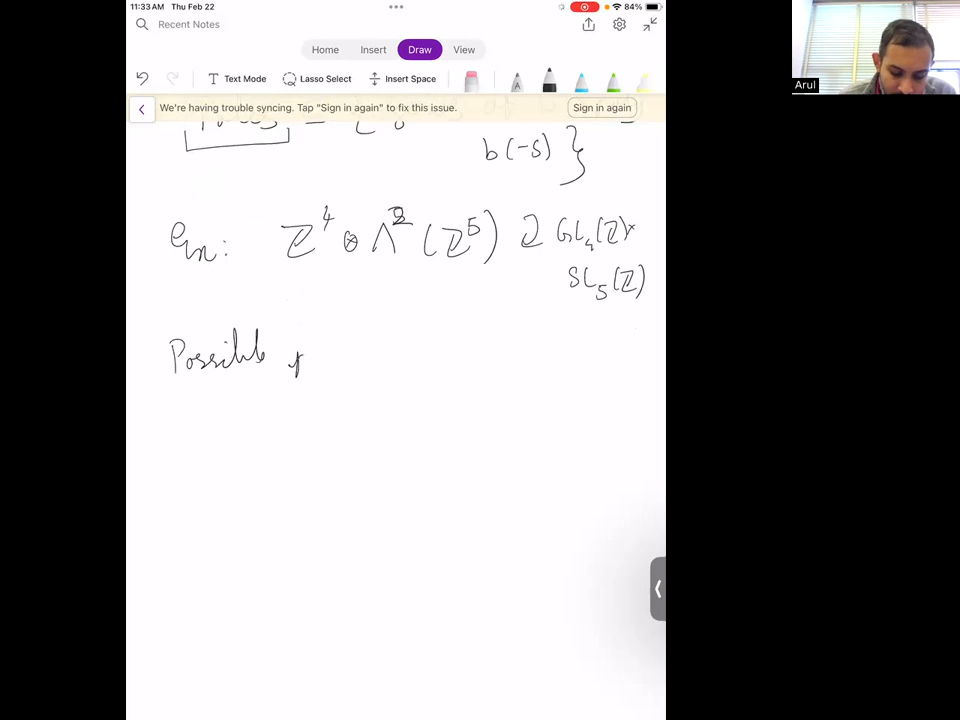 11:33 AM Thu Feb 22
84%
Recent Notes
Home Insert Draw View
Text Mode Lasso Select Insert Space
We're having trouble syncing. Tap "Sign in again" to fix this issue. Sign in again
Arul
b(-s) }
Ex: ℤ⁴ ⊗ Λ² (ℤ⁵) GL₄(ℤ)×
SL₅(ℤ)
Possible